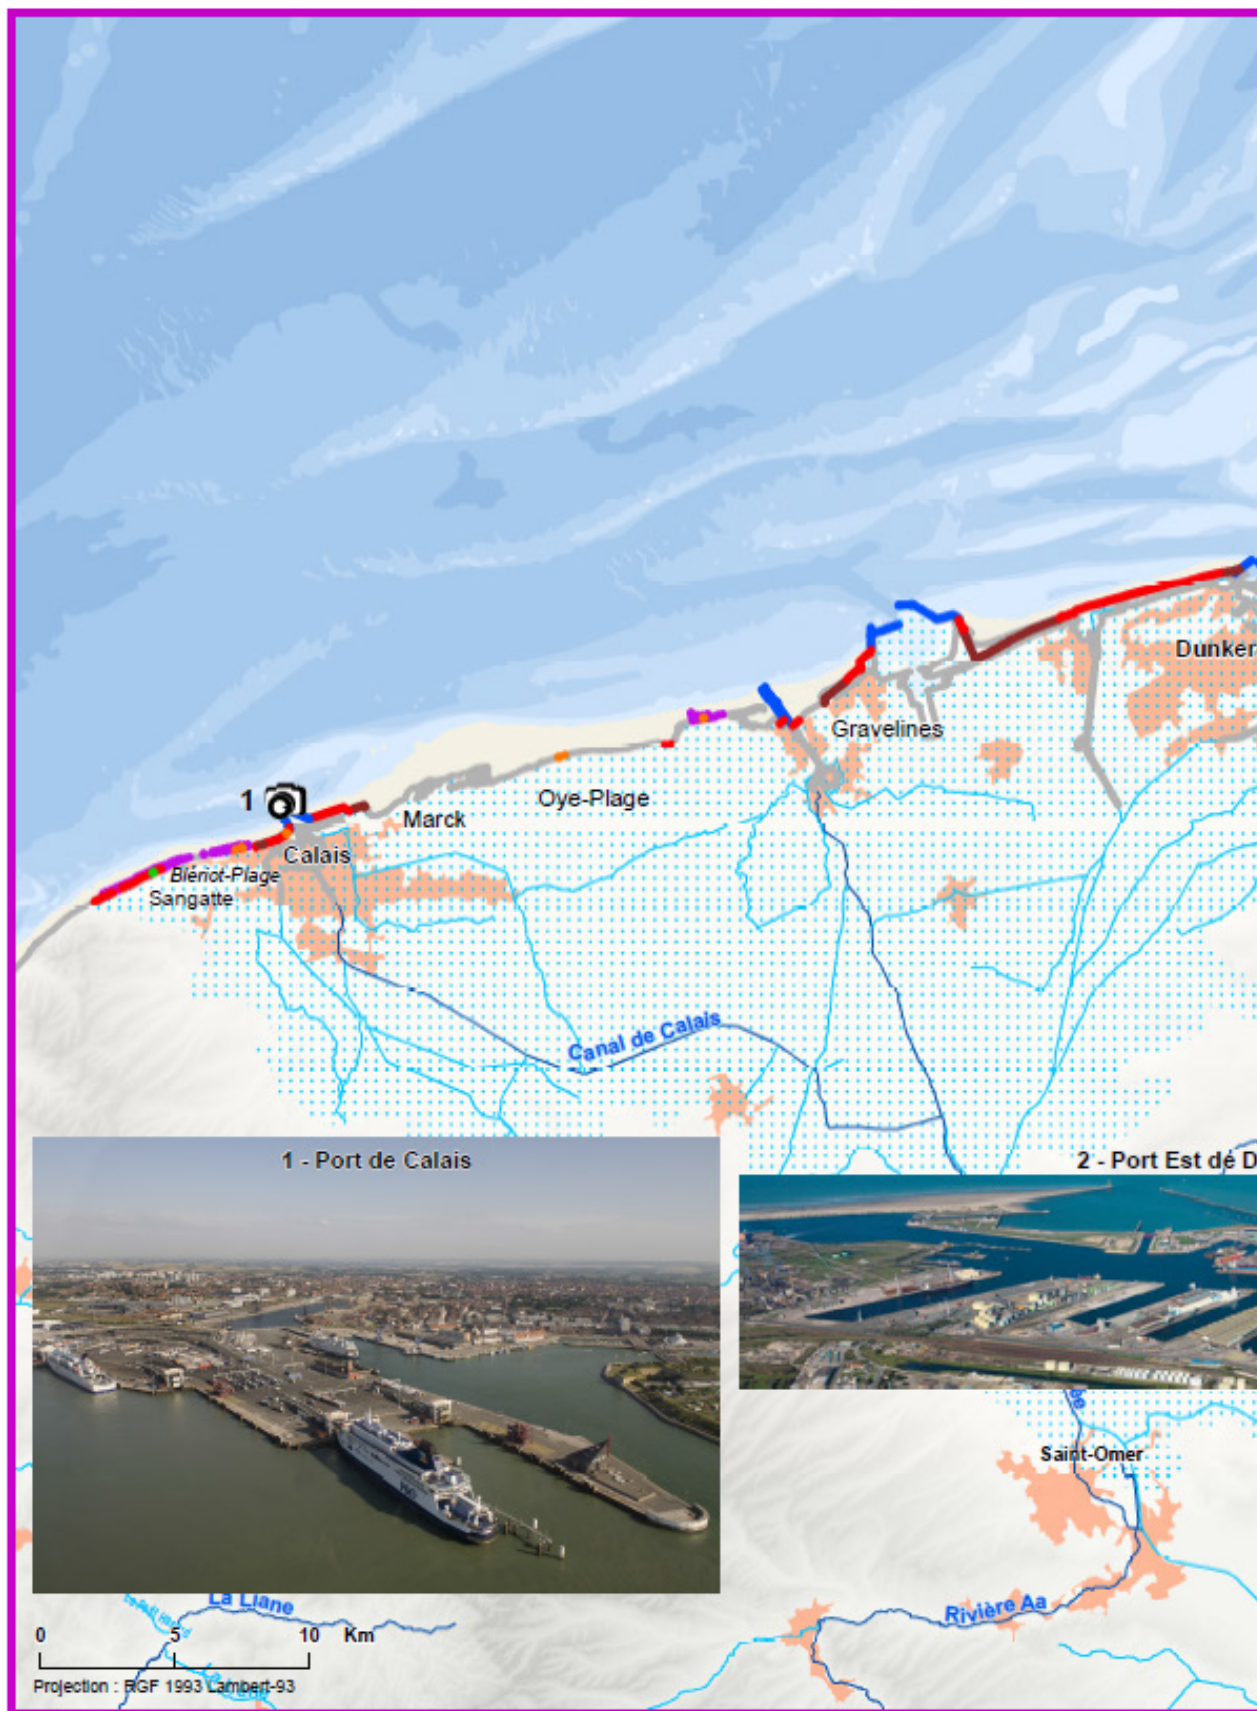 Dunker
Gravelines
1
Oye-Plage
Marck
Calais
Blériot-Plage
Sangatte
Canal de Calais
1 - Port de Calais
2 - Port Est de D
P&O
Saint-Omer
La Liane
Rivière Aa
0 5 10 Km
Projection : RGF 1993 Lambert-93